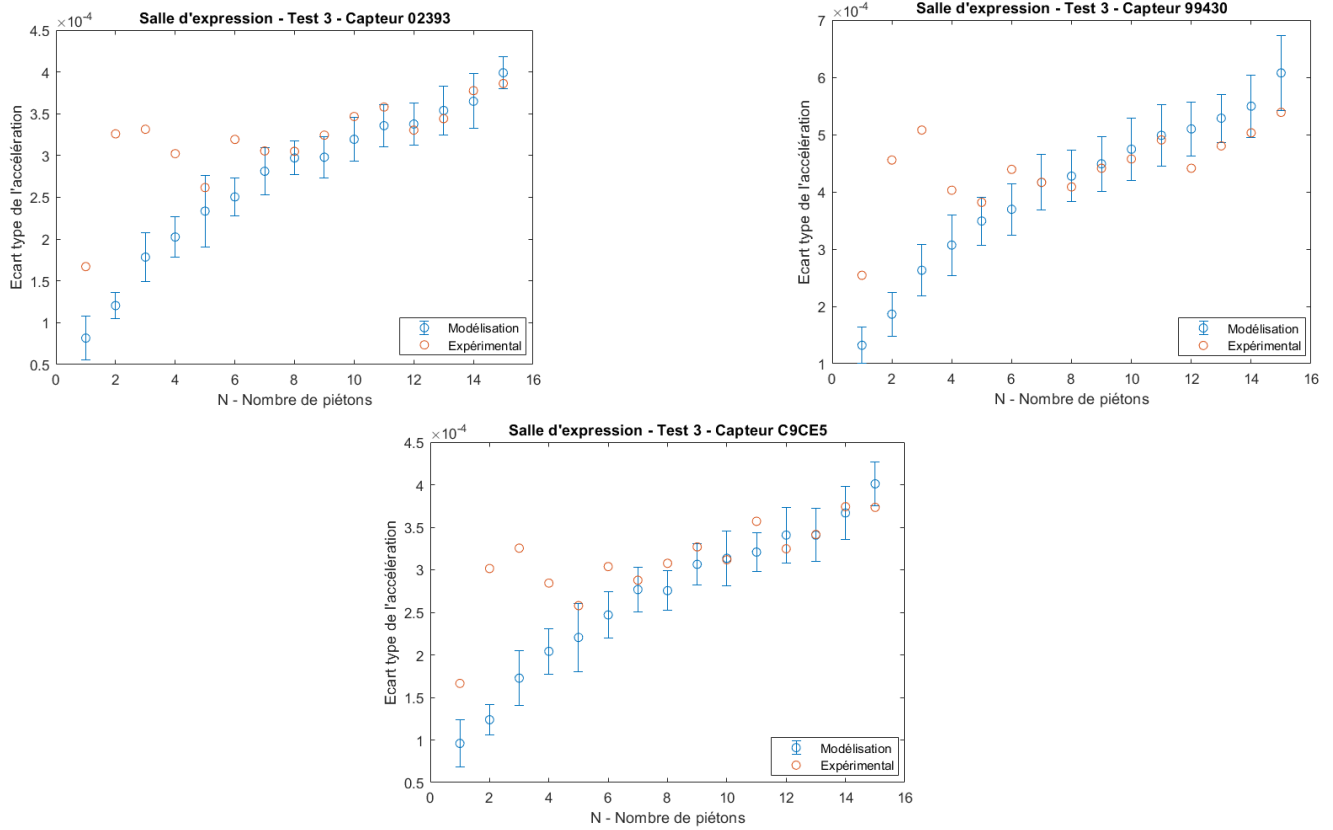 Salle d'expression - Test 3 - Capteur 02393
×10⁻⁴
4.5
4
3.5
3
2.5
2
1.5
1
0.5
Ecart type de l'accélération
0 2 4 6 8 10 12 14 16
N - Nombre de piétons
Modélisation
Expérimental
Salle d'expression - Test 3 - Capteur 99430
×10⁻⁴
7
6
5
4
3
2
1
Ecart type de l'accélération
0 2 4 6 8 10 12 14 16
N - Nombre de piétons
Modélisation
Expérimental
Salle d'expression - Test 3 - Capteur C9CE5
×10⁻⁴
4.5
4
3.5
3
2.5
2
1.5
1
0.5
Ecart type de l'accélération
0 2 4 6 8 10 12 14 16
N - Nombre de piétons
Modélisation
Expérimental